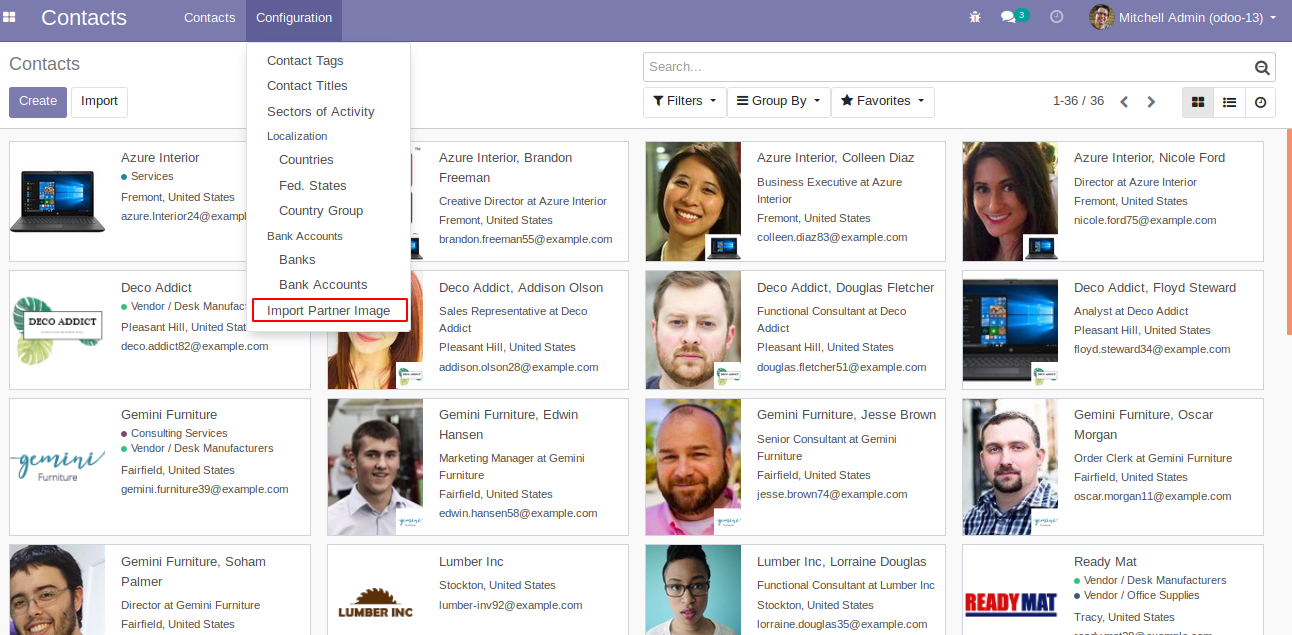 Contacts
Contacts
Configuration
3
Mitchell Admin (odoo-13)
Contacts
Search...
Create
Import
Filters
Group By
Favorites
1-36 / 36
Contact Tags
Contact Titles
Sectors of Activity
Localization
Countries
Fed. States
Country Group
Bank Accounts
Banks
Bank Accounts
Import Partner Image
Azure Interior
Services
Fremont, United States
azure.Interior24@exampl
Azure Interior, Brandon
Freeman
Creative Director at Azure Interior
Fremont, United States
brandon.freeman55@example.com
Azure Interior, Colleen Diaz
Business Executive at Azure
Interior
Fremont, United States
colleen.diaz83@example.com
Azure Interior, Nicole Ford
Director at Azure Interior
Fremont, United States
nicole.ford75@example.com
DECO ADDICT
Deco Addict
Vendor / Desk Manufac
Pleasant Hill, United Stat
deco.addict82@example.com
Deco Addict, Addison Olson
Sales Representative at Deco
Addict
Pleasant Hill, United States
addison.olson28@example.com
Deco Addict, Douglas Fletcher
Functional Consultant at Deco
Addict
Pleasant Hill, United States
douglas.fletcher51@example.com
Deco Addict, Floyd Steward
Analyst at Deco Addict
Pleasant Hill, United States
floyd.steward34@example.com
gemini
Furniture
Gemini Furniture
Consulting Services
Vendor / Desk Manufacturers
Fairfield, United States
gemini.furniture39@example.com
Gemini Furniture, Edwin
Hansen
Marketing Manager at Gemini
Furniture
Fairfield, United States
edwin.hansen58@example.com
gemini
Gemini Furniture, Jesse Brown
Senior Consultant at Gemini
Furniture
Fairfield, United States
jesse.brown74@example.com
gemini
Gemini Furniture, Oscar
Morgan
Order Clerk at Gemini Furniture
Fairfield, United States
oscar.morgan11@example.com
gemini
Gemini Furniture, Soham
Palmer
Director at Gemini Furniture
Fairfield, United States
LUMBER INC
Lumber Inc
Stockton, United States
lumber-inv92@example.com
Lumber Inc, Lorraine Douglas
Functional Consultant at Lumber Inc
Stockton, United States
lorraine.douglas35@example.com
READY MAT
Ready Mat
Vendor / Desk Manufacturers
Vendor / Office Supplies
Tracy, United States
ready.mat28@example.com